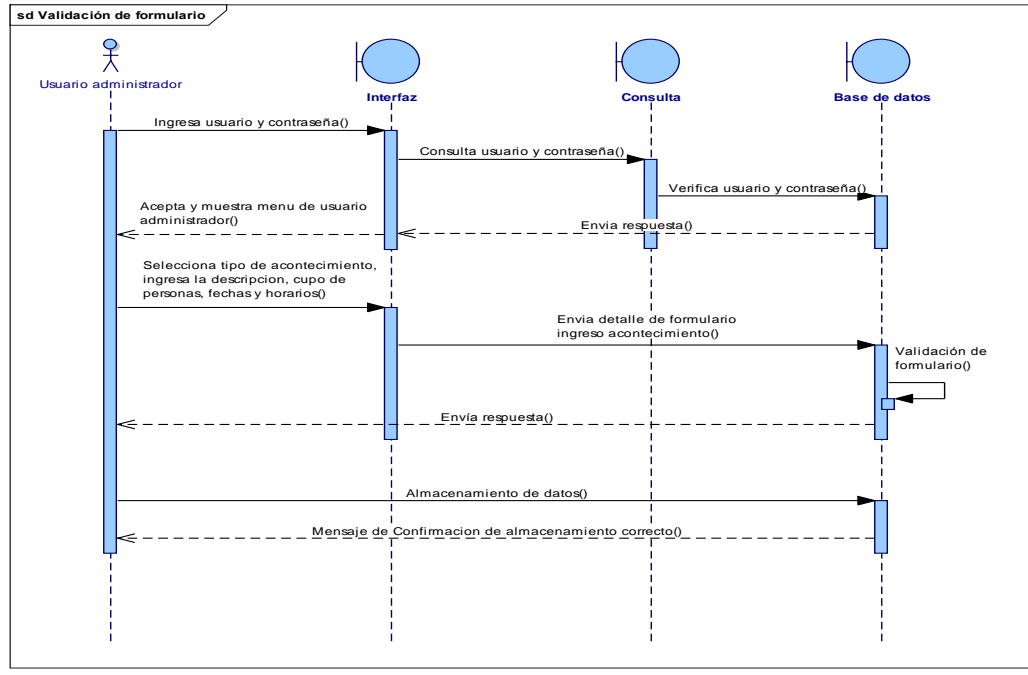 sd Validación de formulario
Usuario administrador
Interfaz
Consulta
Base de datos
Ingresa usuario y contraseña()
Consulta usuario y contraseña()
Verifica usuario y contraseña()
Acepta y muestra menu de usuario
administrador()
Envia respuesta()
Selecciona tipo de acontecimiento,
ingresa la descripcion, cupo de
personas, fechas y horarios()
Envia detalle de formulario
ingreso acontecimiento()
Validación de
formulario()
Envía respuesta()
Almacenamiento de datos()
Mensaje de Confirmacion de almacenamiento correcto()